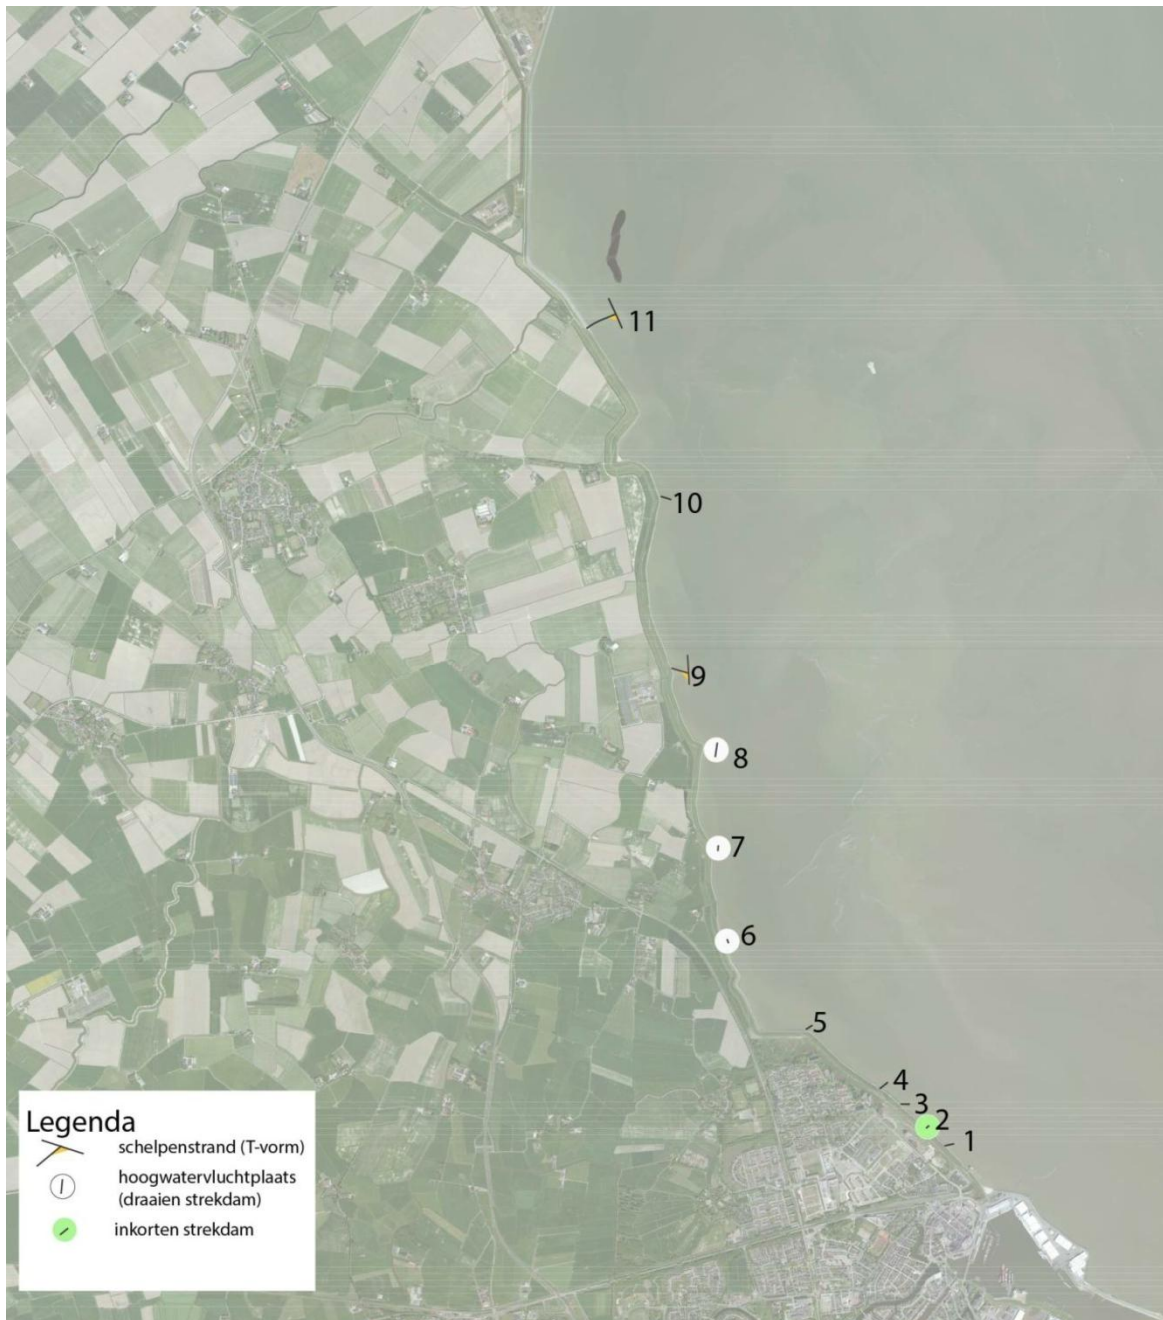 11
10
9
8
7
6
5
4
3
2
1
Legenda
schelpenstrand (T-vorm)
hoogwatervluchtplaats
(draaien strekdam)
inkorten strekdam